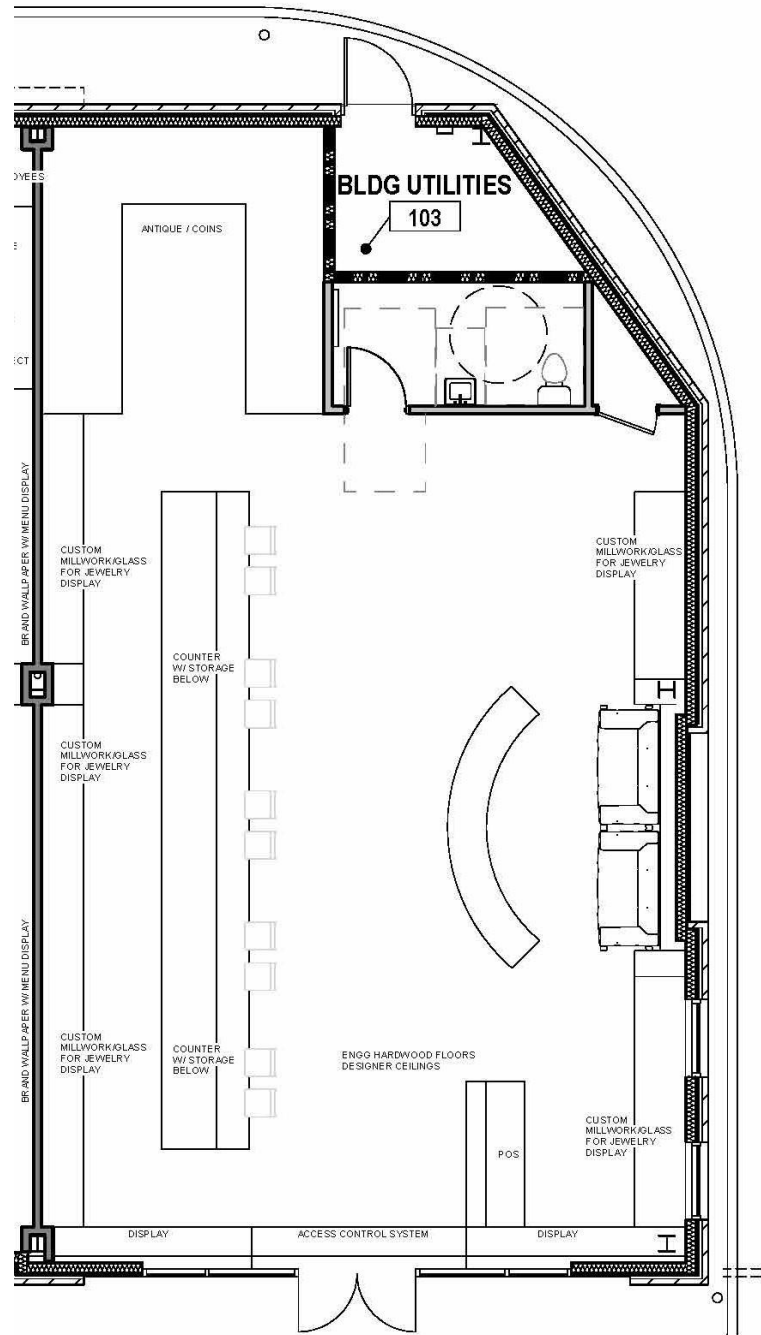 BLDG UTILITIES
103
OYEES
ANTIQUE / COINS
E
ECT
BRAND WALLPAPER W/ MENU DISPLAY
CUSTOM
MILLWORK/GLASS
FOR JEWELRY
DISPLAY
CUSTOM
MILLWORK/GLASS
FOR JEWELRY
DISPLAY
COUNTER
W/ STORAGE
BELOW
CUSTOM
MILLWORK/GLASS
FOR JEWELRY
DISPLAY
BRAND WALLPAPER W/ MENU DISPLAY
CUSTOM
MILLWORK/GLASS
FOR JEWELRY
DISPLAY
COUNTER
W/ STORAGE
BELOW
ENGG HARDWOOD FLOORS
DESIGNER CEILINGS
CUSTOM
MILLWORK/GLASS
FOR JEWELRY
DISPLAY
POS
DISPLAY
ACCESS CONTROL SYSTEM
DISPLAY